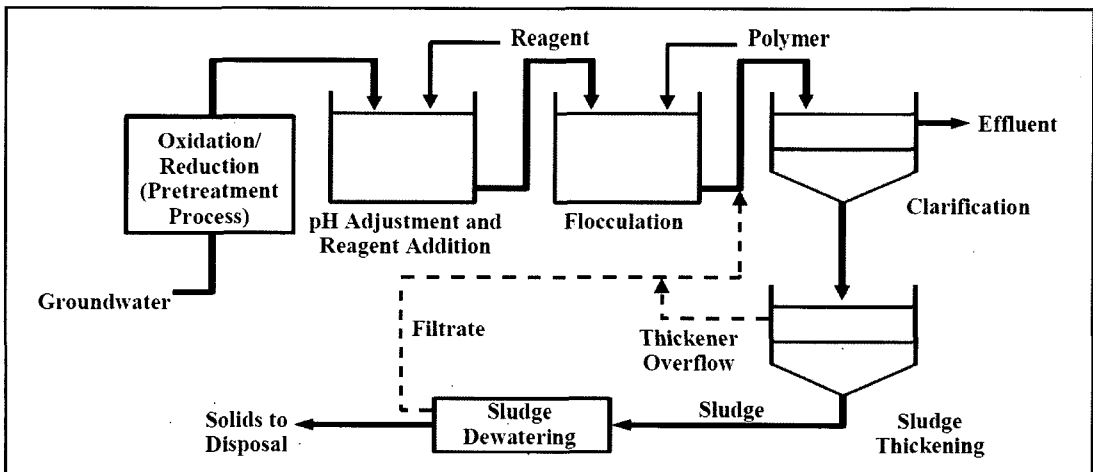 Reagent
Polymer
Oxidation/
Reduction
(Pretreatment
Process)
Effluent
pH Adjustment and
Reagent Addition
Flocculation
Clarification
Groundwater
Filtrate
Thickener
Overflow
Solids to
Disposal
Sludge
Dewatering
Sludge
Sludge
Thickening